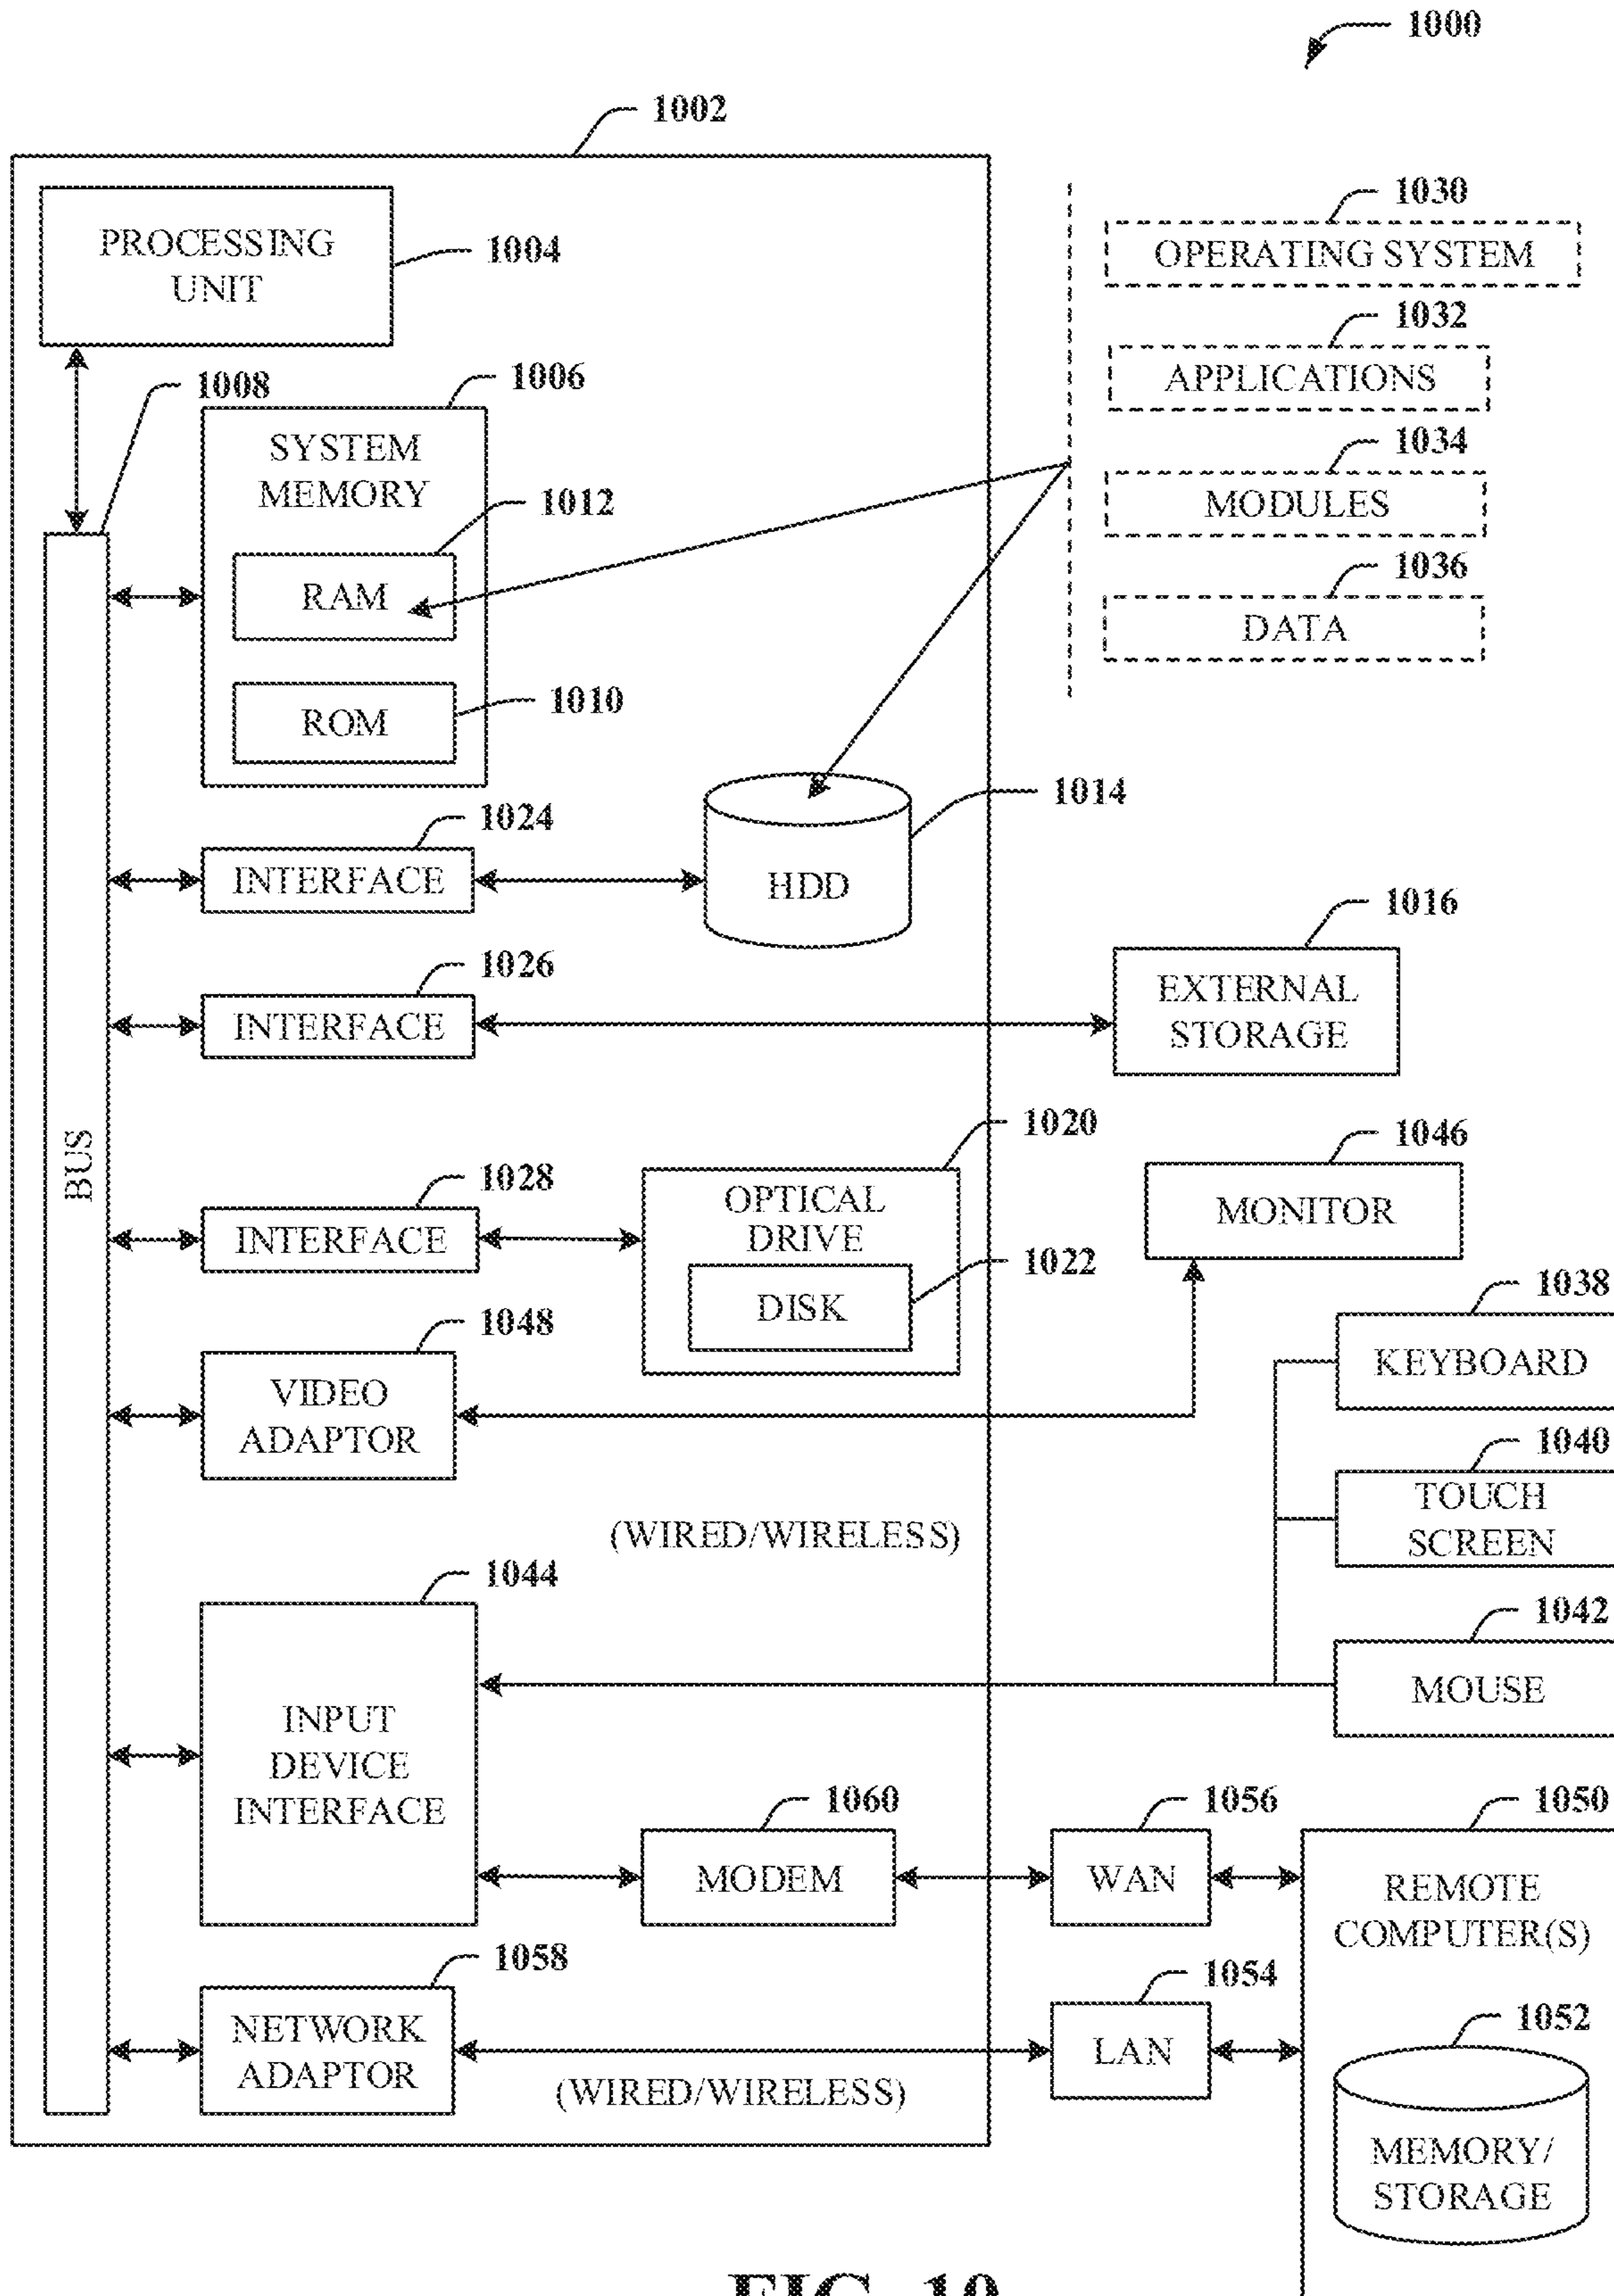 1000
1002
PROCESSING
UNIT
1004
1030
OPERATING SYSTEM
1032
APPLICATIONS
1034
MODULES
1036
DATA
1008
1006
SYSTEM
MEMORY
1012
RAM
1010
ROM
1024
INTERFACE
1014
HDD
1016
EXTERNAL
STORAGE
1026
INTERFACE
BUS
1028
INTERFACE
1020
OPTICAL
DRIVE
1022
DISK
1046
MONITOR
1048
VIDEO
ADAPTOR
1038
KEYBOARD
1040
TOUCH
SCREEN
(WIRED/WIRELESS)
1044
INPUT
DEVICE
INTERFACE
1042
MOUSE
1060
MODEM
1056
WAN
1050
REMOTE
COMPUTER(S)
1058
NETWORK
ADAPTOR
(WIRED/WIRELESS)
1054
LAN
1052
MEMORY/
STORAGE
FIG. 10